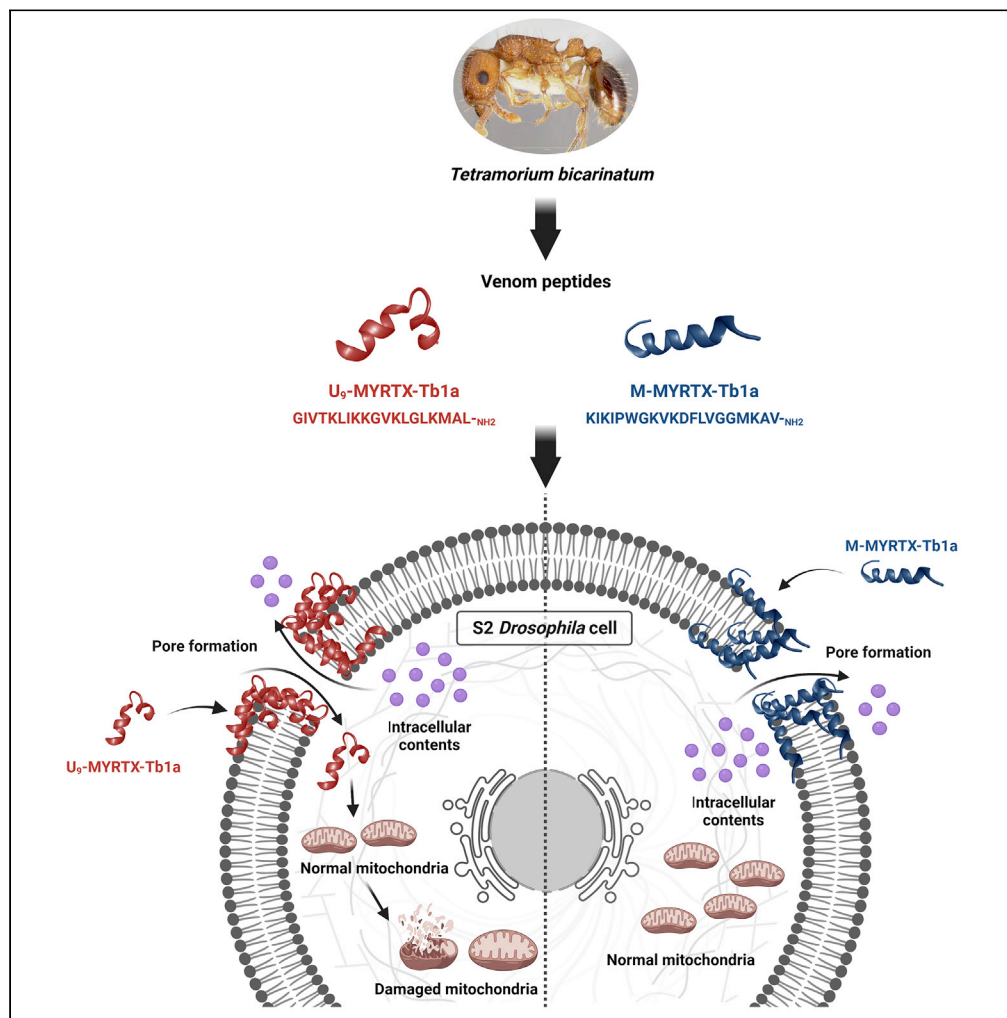 Tetramorium bicarinatum
Venom peptides
U₉-MYRTX-Tb1a
GIVTKLIKKGVKLGLKMAL-NH2
M-MYRTX-Tb1a
KIKIPWGKVKDFLVGGMKAV-NH2
M-MYRTX-Tb1a
S2 Drosophila cell
Pore formation
Pore formation
U₉-MYRTX-Tb1a
Intracellular
contents
Intracellular
contents
Normal mitochondria
Normal mitochondria
Damaged mitochondria